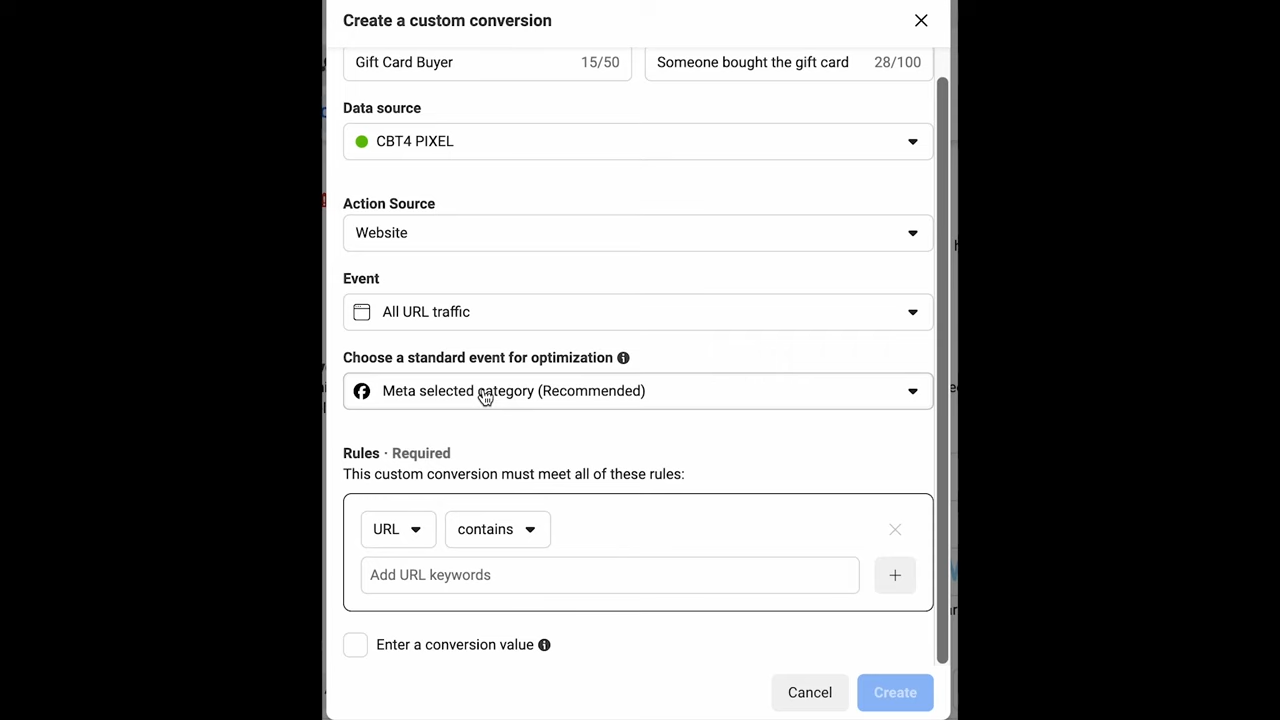 Create a custom conversion
Gift Card Buyer 15/50 Someone bought the gift card 28/100
Data source
CBT4 PIXEL
Action Source
Website
Event
All URL traffic
Choose a standard event for optimization
Meta selected category (Recommended)
Rules · Required
This custom conversion must meet all of these rules:
URL contains
Add URL keywords
Enter a conversion value
Cancel Create